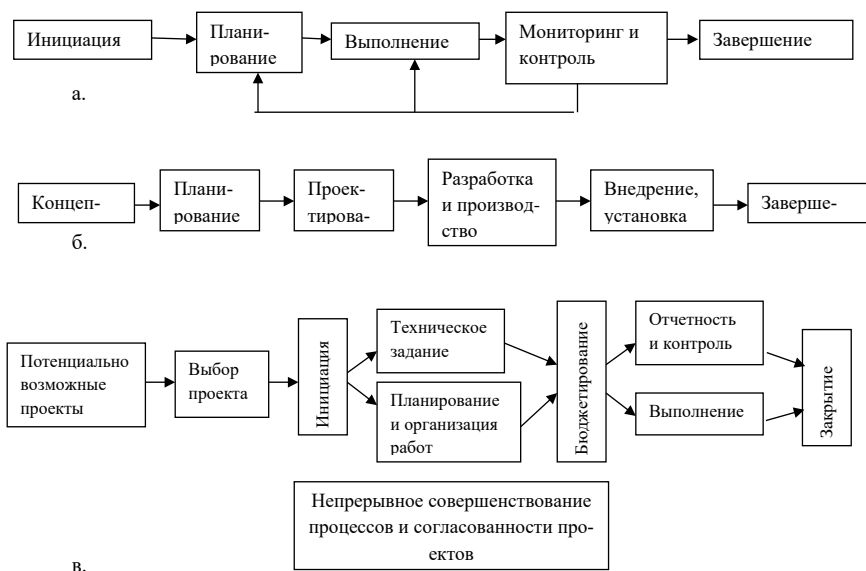 Инициация
Плани-
рование
Выполнение
Мониторинг и
контроль
Завершение
а.
Концеп-
Плани-
рование
Проек-
тирова-
Разработка
и производ-
ство
Внедрение,
установка
Заверше-
б.
Потенциально
возможные
проекты
Выбор
проекта
Инициация
Техническое
задание
Планирование
и организация
работ
Бюджетирование
Отчетность
и контроль
Выполнение
Закрытие
Непрерывное совершенствование
процессов и согласованности про-
ектов
в.